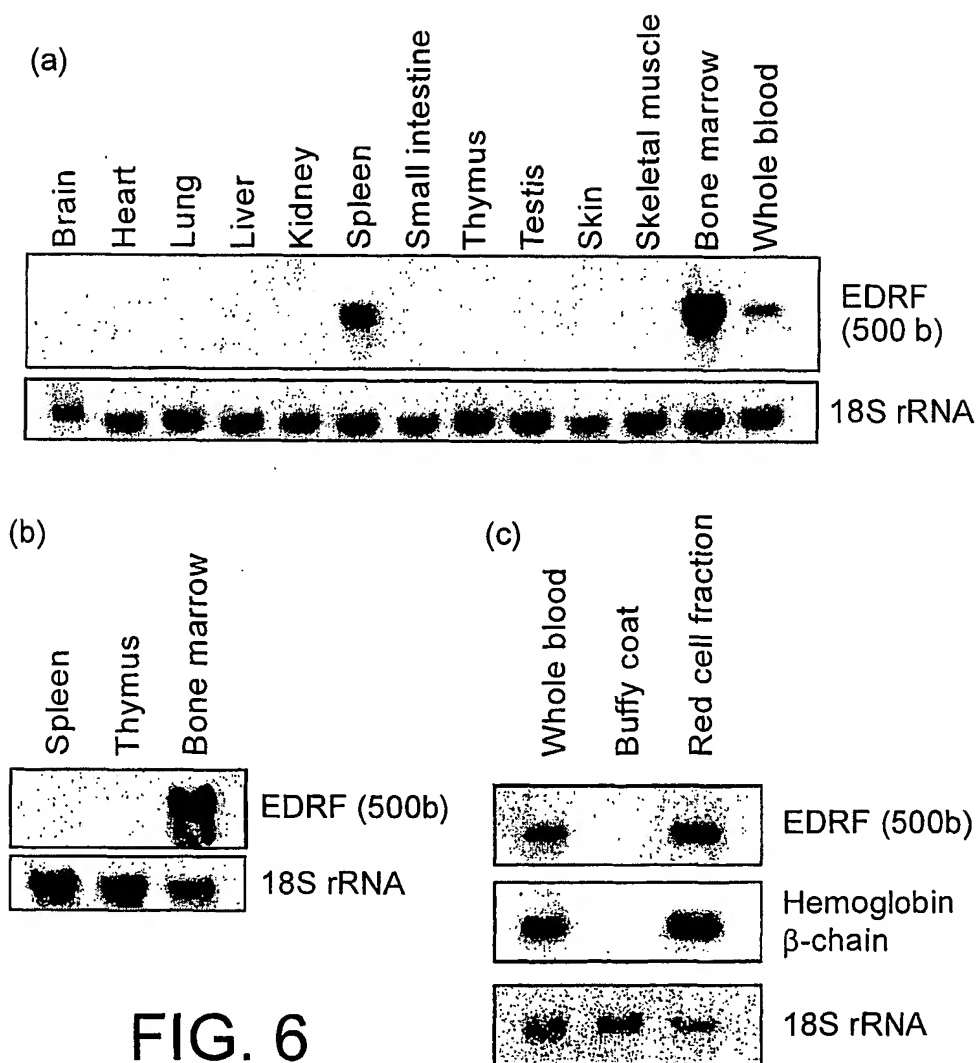 (a)
Brain
Heart
Lung
Liver
Kidney
Spleen
Small intestine
Thymus
Testis
Skin
Skeletal muscle
Bone marrow
Whole blood
EDRF
(500 b)
18S rRNA
(b)
Spleen
Thymus
Bone marrow
EDRF (500b)
18S rRNA
(c)
Whole blood
Buffy coat
Red cell fraction
EDRF (500b)
Hemoglobin
β-chain
18S rRNA
FIG. 6